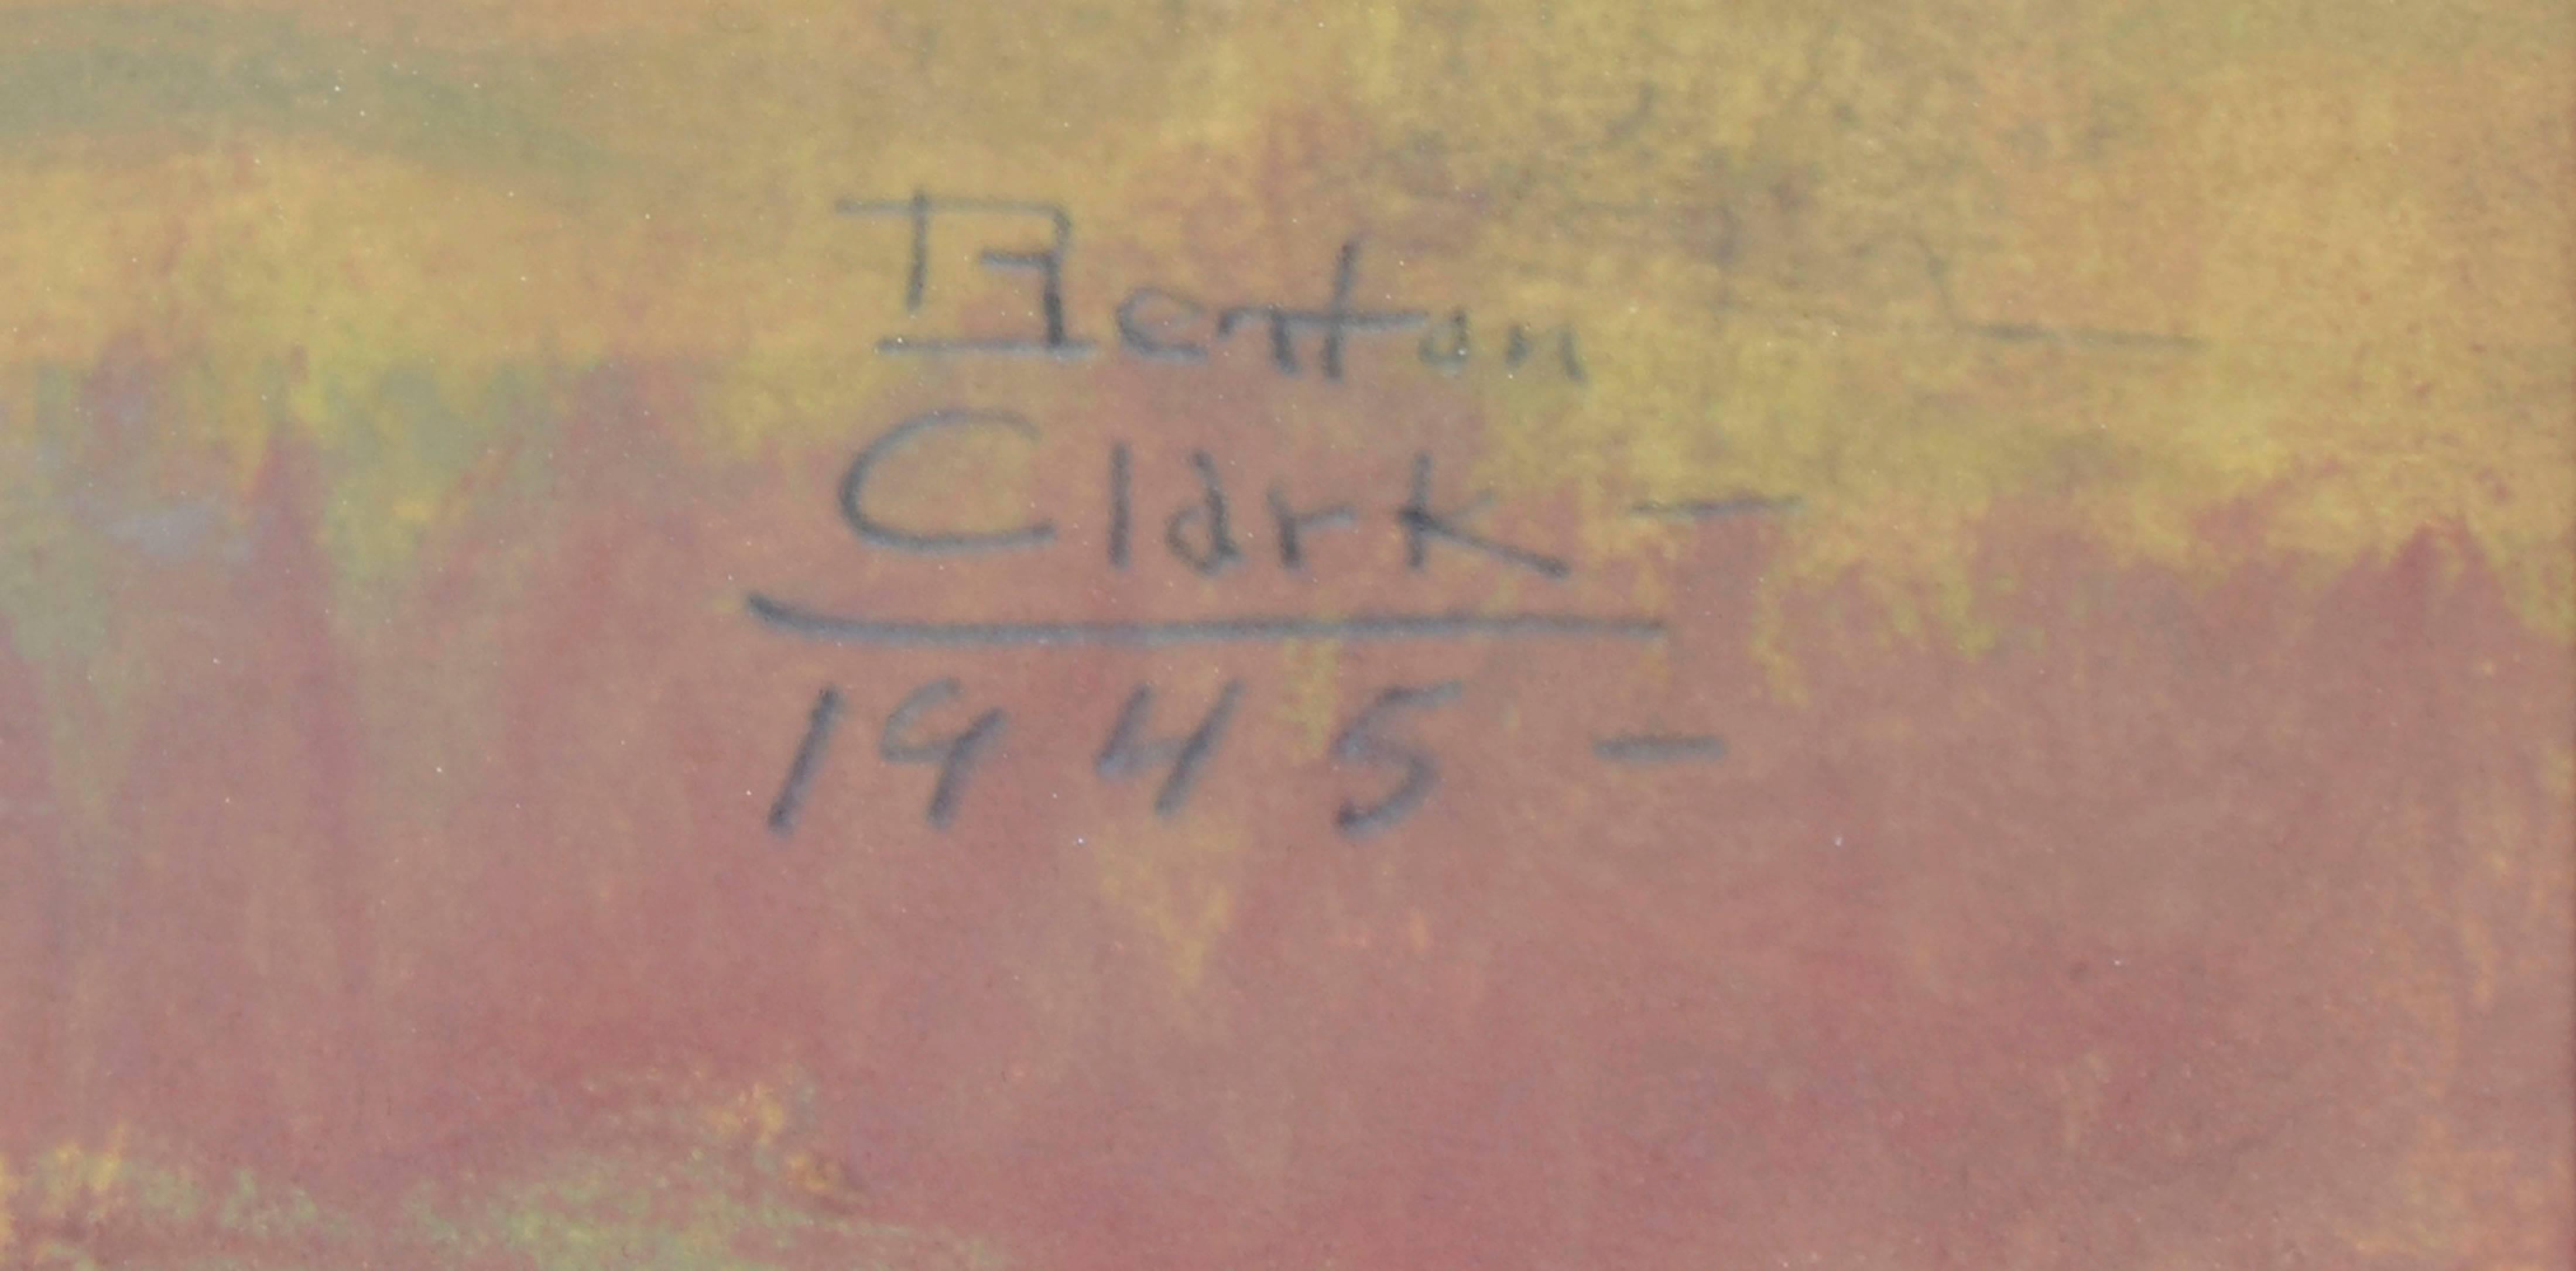 Benton
Clark —
1945 —